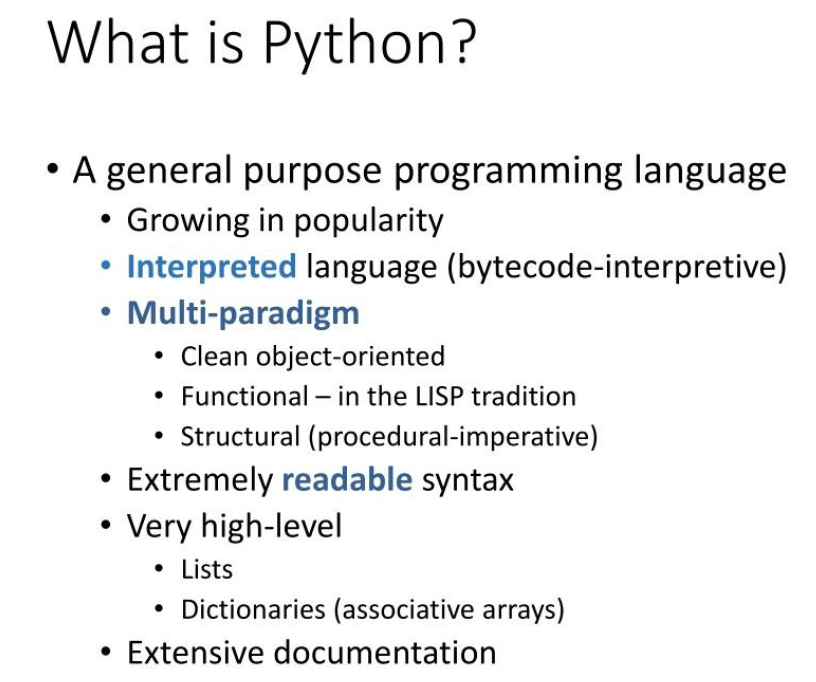 What is Python?
• A general purpose programming language
• Growing in popularity
• Interpreted language (bytecode-interpretive)
• Multi-paradigm
• Clean object-oriented
• Functional – in the LISP tradition
• Structural (procedural-imperative)
• Extremely readable syntax
• Very high-level
• Lists
• Dictionaries (associative arrays)
• Extensive documentation